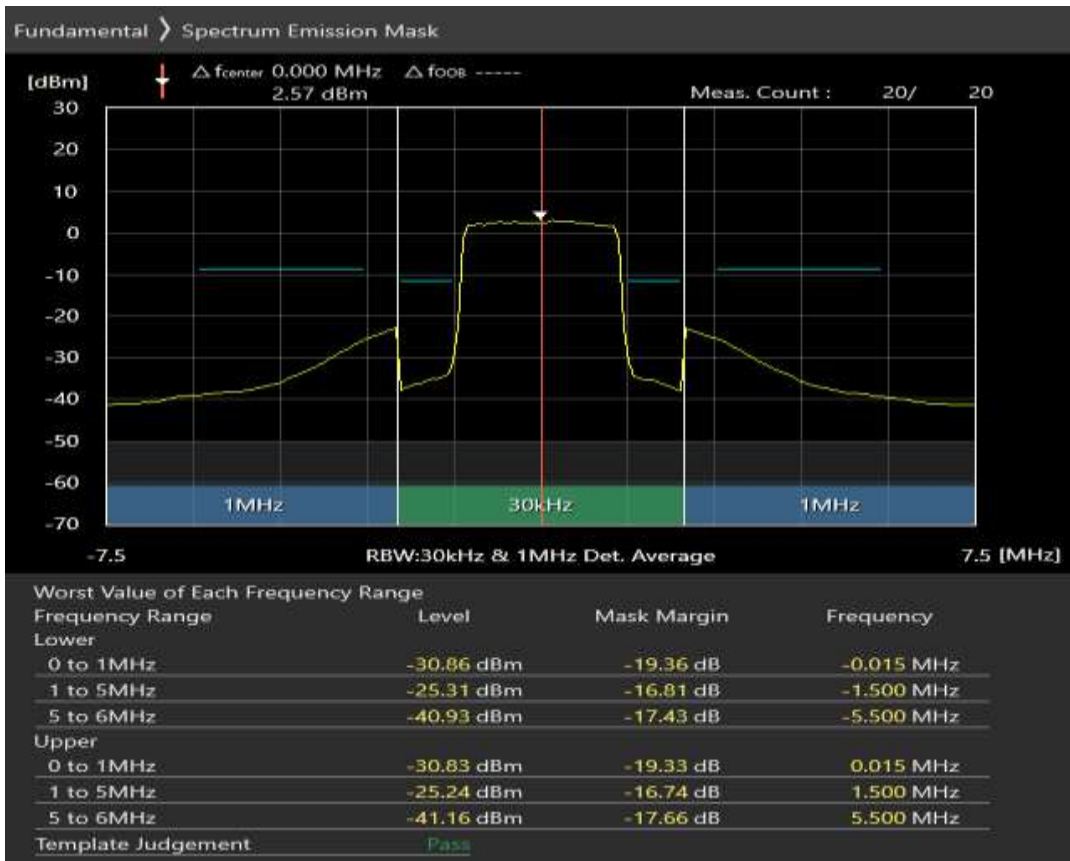 Fundamental ❭ Spectrum Emission Mask
[dBm] △ fcenter 0.000 MHz △ fOOB -----
2.57 dBm Meas. Count : 20/ 20
30
20
10
0
-10
-20
-30
-40
-50
-60
1MHz 30kHz 1MHz
-70
-7.5 RBW:30kHz & 1MHz Det. Average 7.5 [MHz]
Worst Value of Each Frequency Range
Frequency Range Level Mask Margin Frequency
Lower
0 to 1MHz -30.86 dBm -19.36 dB -0.015 MHz
1 to 5MHz -25.31 dBm -16.81 dB -1.500 MHz
5 to 6MHz -40.93 dBm -17.43 dB -5.500 MHz
Upper
0 to 1MHz -30.83 dBm -19.33 dB 0.015 MHz
1 to 5MHz -25.24 dBm -16.74 dB 1.500 MHz
5 to 6MHz -41.16 dBm -17.66 dB 5.500 MHz
Template Judgement Pass